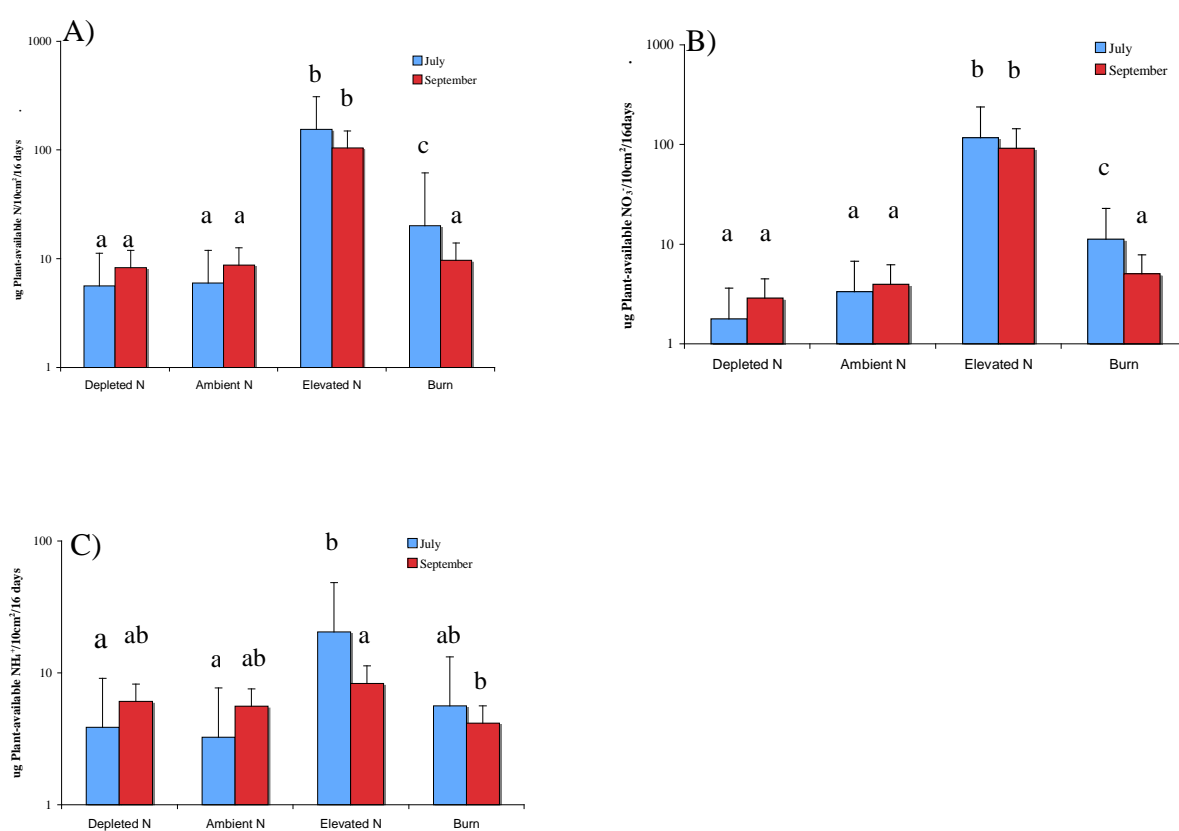 A)
July
September
ug Plant-available N/10cm²/16 days
1000
100
10
1
a a a a b b c a
Depleted N Ambient N Elevated N Burn
B)
July
September
ug Plant-available NO₃⁻/10cm²/16days
1000
100
10
1
a a a a b b c a
Depleted N Ambient N Elevated N Burn
C)
July
September
ug Plant-available NH₄⁺/10cm²/16 days
100
10
1
a ab a ab b a ab b
Depleted N Ambient N Elevated N Burn